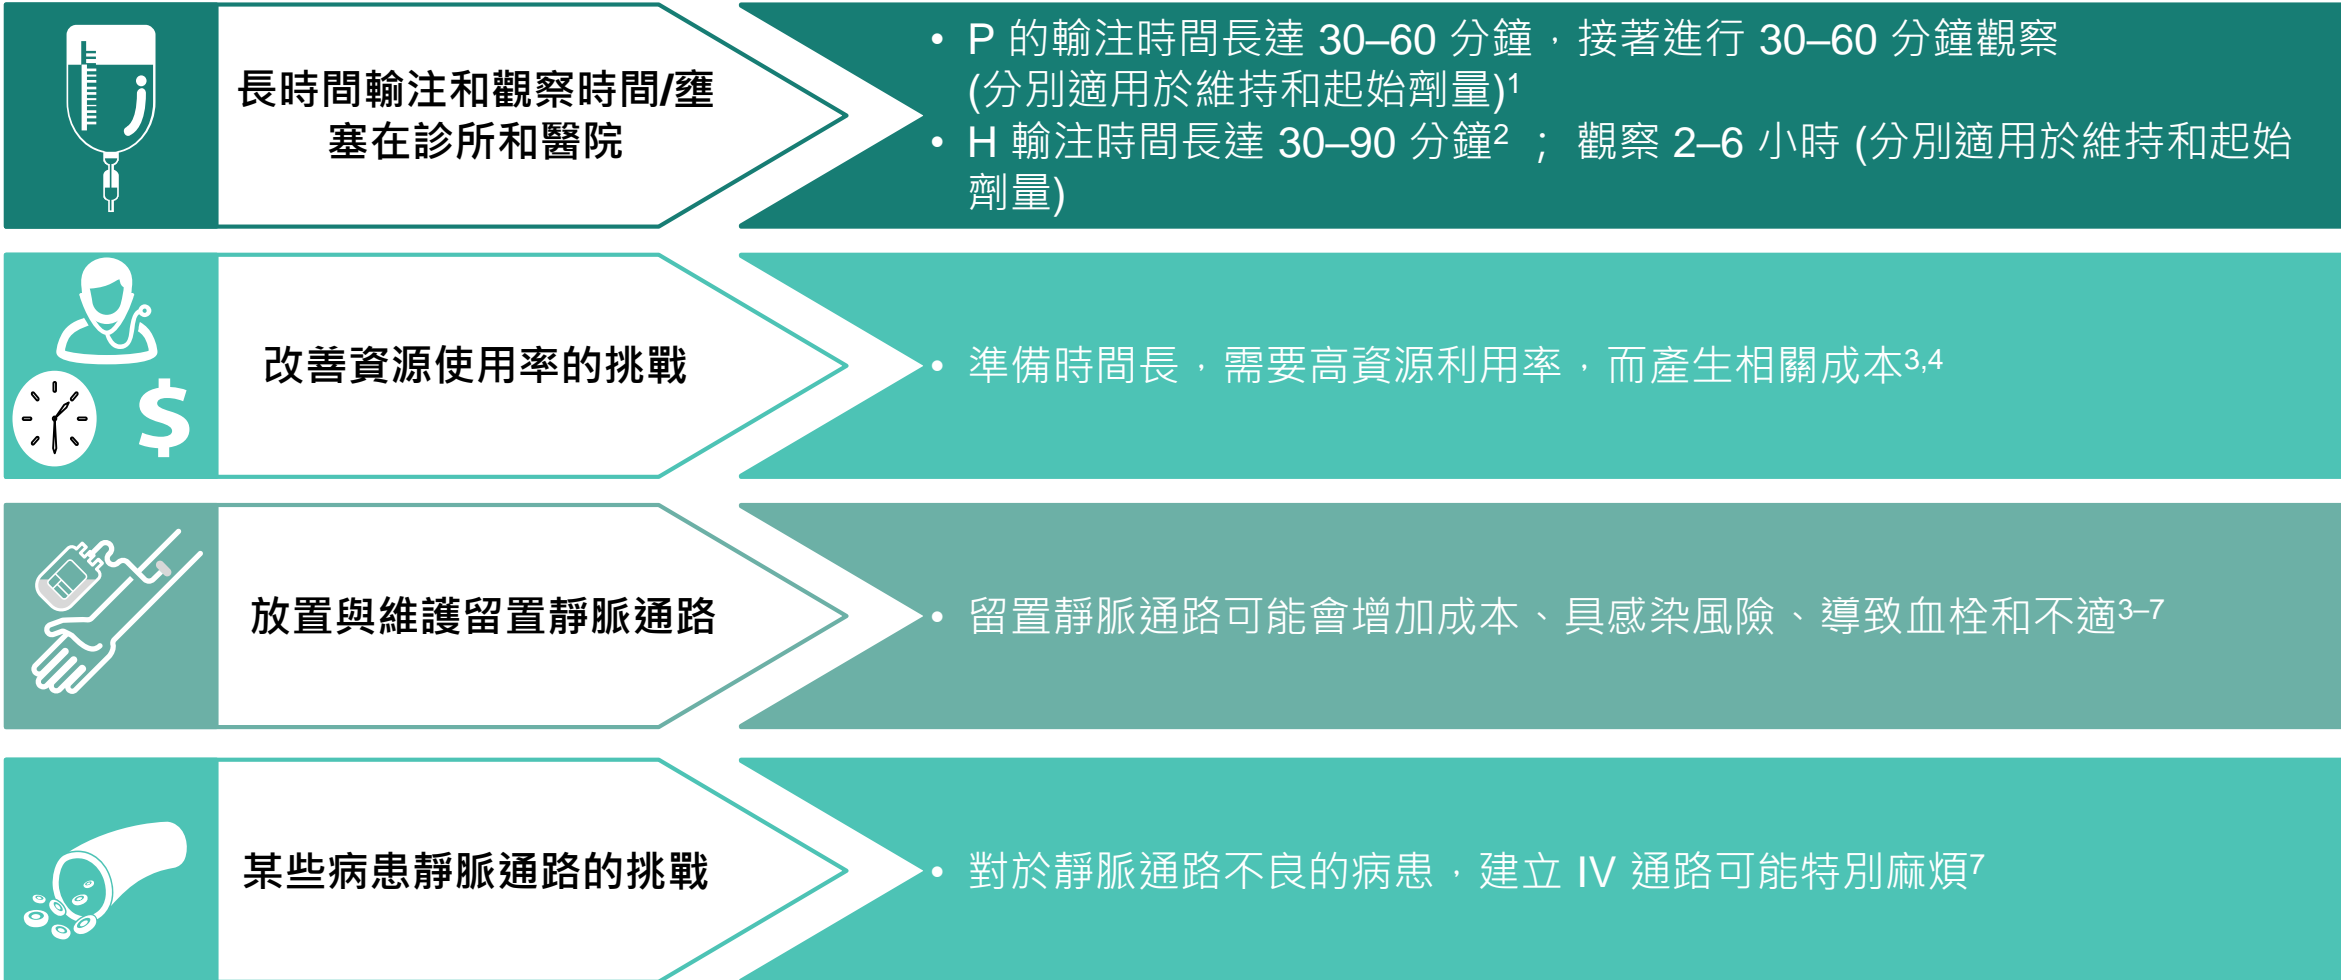 長時間輸注和觀察時間/壅
塞在診所和醫院
• P 的輸注時間長達 30–60 分鐘，接著進行 30–60 分鐘觀察
(分別適用於維持和起始劑量)1
• H 輸注時間長達 30–90 分鐘2 ； 觀察 2–6 小時 (分別適用於維持和起始
劑量)
改善資源使用率的挑戰
• 準備時間長，需要高資源利用率，而產生相關成本3,4
放置與維護留置靜脈通路
• 留置靜脈通路可能會增加成本、具感染風險、導致血栓和不適3–7
某些病患靜脈通路的挑戰
• 對於靜脈通路不良的病患，建立 IV 通路可能特別麻煩7